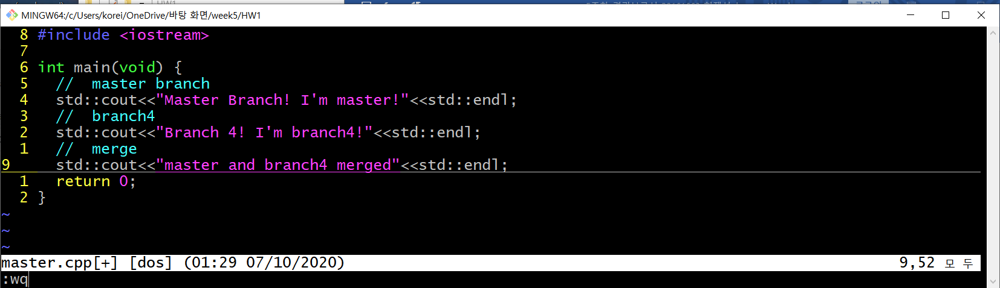 MINGW64:/c/Users/korei/OneDrive/바탕 화면/week5/HW1
8 #include <iostream>
7
6 int main(void) {
5   //  master branch
4   std::cout<<"Master Branch! I'm master!"<<std::endl;
3   //  branch4
2   std::cout<<"Branch 4! I'm branch4!"<<std::endl;
1   //  merge
9   std::cout<<"master and branch4 merged"<<std::endl;
1   return 0;
2 }
~
~
~
master.cpp[+] [dos] (01:29 07/10/2020) 9,52 모 두
:wq